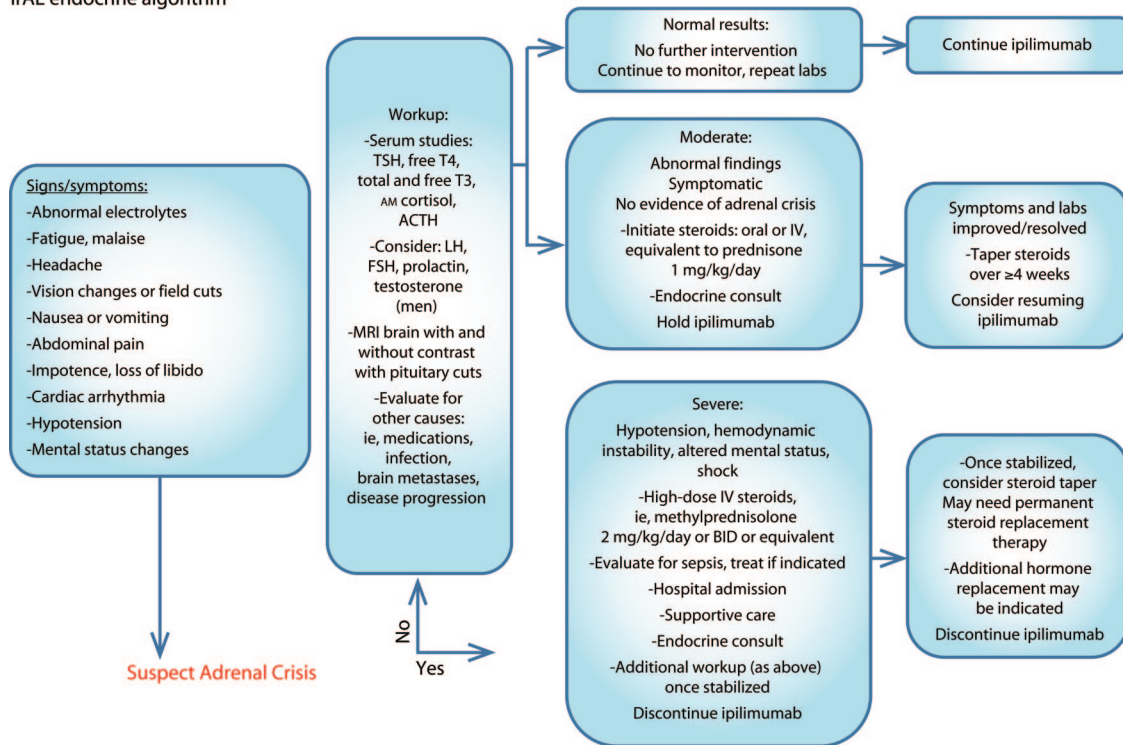 irAE endocrine algorithm
Signs/symptoms:
-Abnormal electrolytes
-Fatigue, malaise
-Headache
-Vision changes or field cuts
-Nausea or vomiting
-Abdominal pain
-Impotence, loss of libido
-Cardiac arrhythmia
-Hypotension
-Mental status changes
Suspect Adrenal Crisis
No
Yes
Workup:
-Serum studies:
TSH, free T4,
total and free T3,
AM cortisol,
ACTH
-Consider: LH,
FSH, prolactin,
testosterone
(men)
-MRI brain with and
without contrast
with pituitary cuts
-Evaluate for
other causes:
ie, medications,
infection,
brain metastases,
disease progression
Normal results:
No further intervention
Continue to monitor, repeat labs
Continue ipilimumab
Moderate:
Abnormal findings
Symptomatic
No evidence of adrenal crisis
-Initiate steroids: oral or IV,
equivalent to prednisone
1 mg/kg/day
-Endocrine consult
Hold ipilimumab
Symptoms and labs
improved/resolved
-Taper steroids
over ≥4 weeks
Consider resuming
ipilimumab
Severe:
Hypotension, hemodynamic
instability, altered mental status,
shock
-High-dose IV steroids,
ie, methylprednisolone
2 mg/kg/day or BID or equivalent
-Evaluate for sepsis, treat if indicated
-Hospital admission
-Supportive care
-Endocrine consult
-Additional workup (as above)
once stabilized
Discontinue ipilimumab
-Once stabilized,
consider steroid taper
May need permanent
steroid replacement
therapy
-Additional hormone
replacement may
be indicated
Discontinue ipilimumab